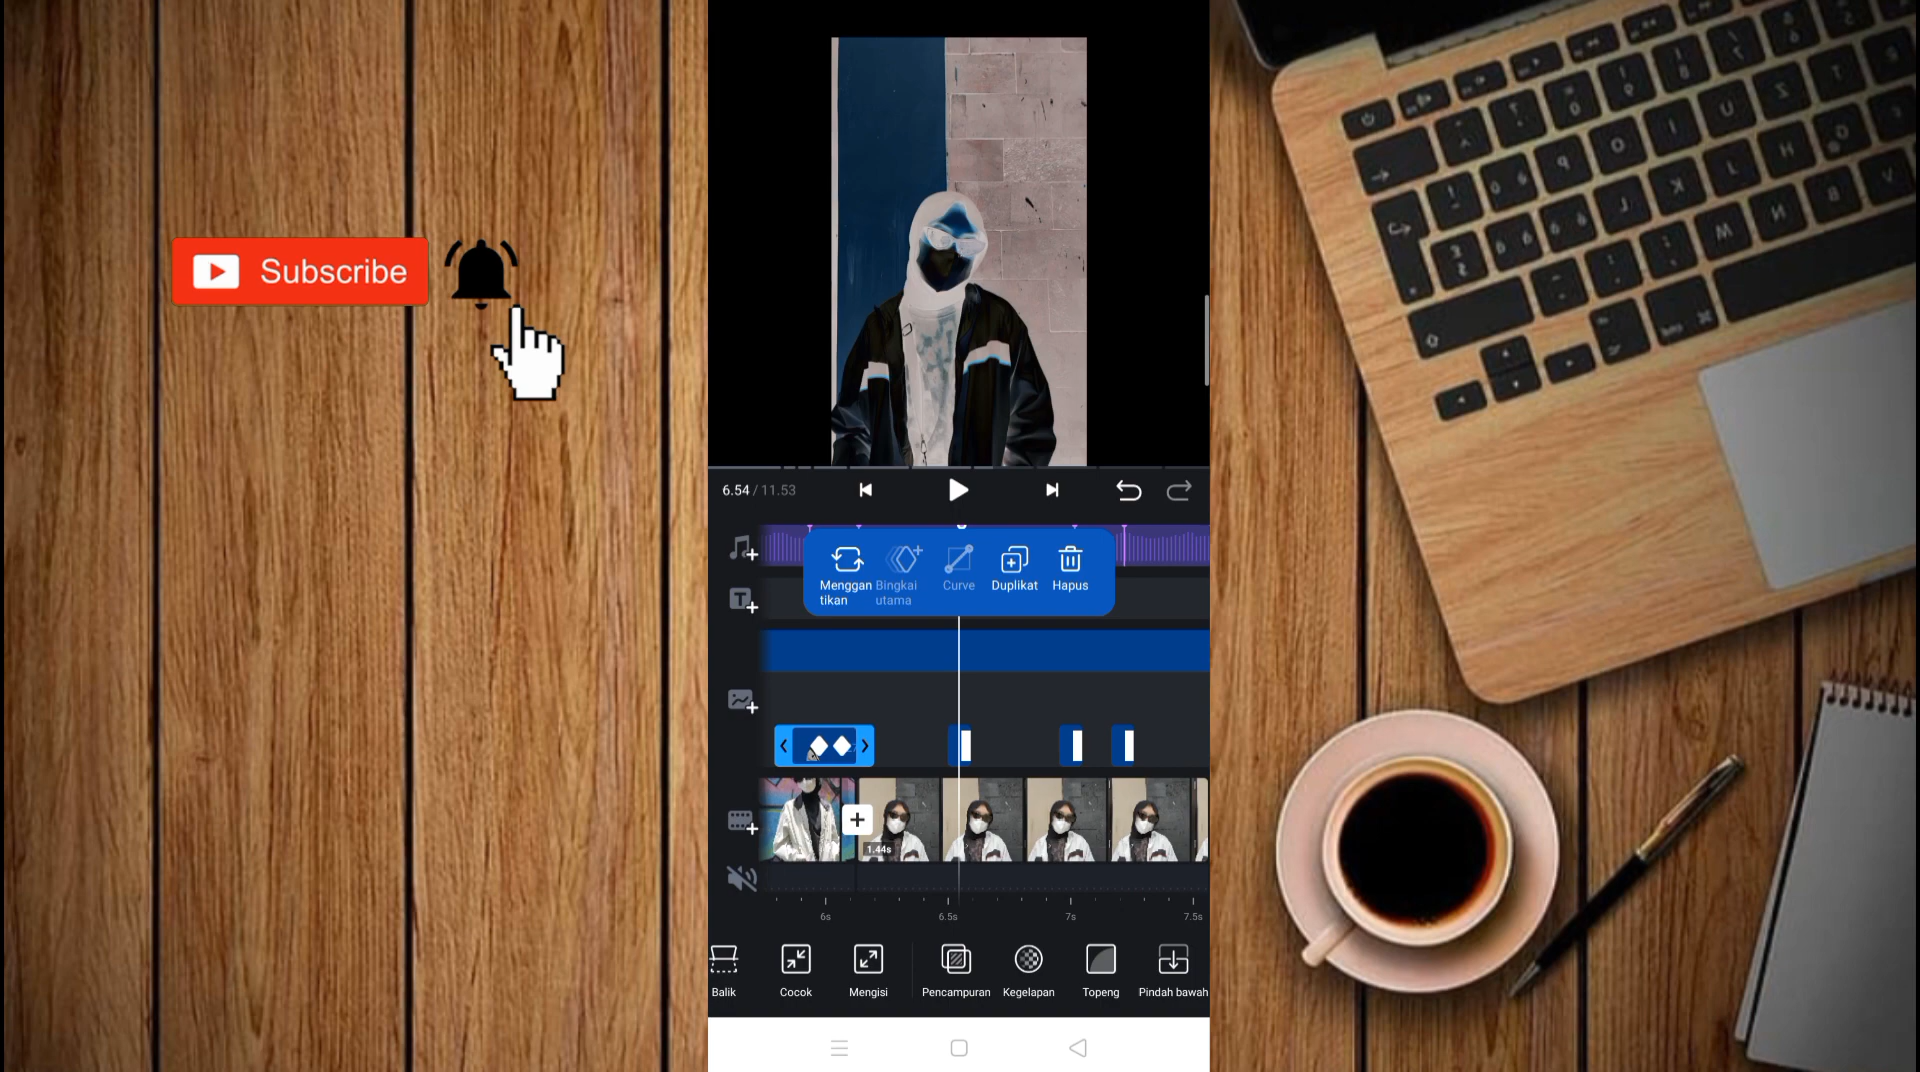 Subscribe
6.54 / 11.53
Menggan
tikan
Bingkai
utama
Curve
Duplikat
Hapus
1.44s
6s
6.5s
7s
7.5s
Balik
Cocok
Mengisi
Pencampuran
Kegelapan
Topeng
Pindah bawah